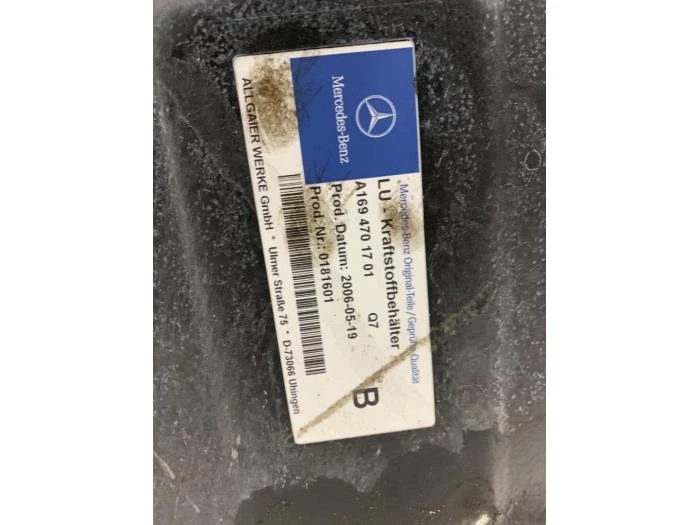 Mercedes-Benz
Mercedes-Benz Original-Teile / Geprüfte Qualität
LU - Kraftstoffbehälter
A169 470 17 01 Q7
B
Prod. Datum: 2006-05-19
Prod. Nr.: 0181601
ALLGAIER WERKE GmbH * Ulmer Straße 75 * D-73066 Uhingen